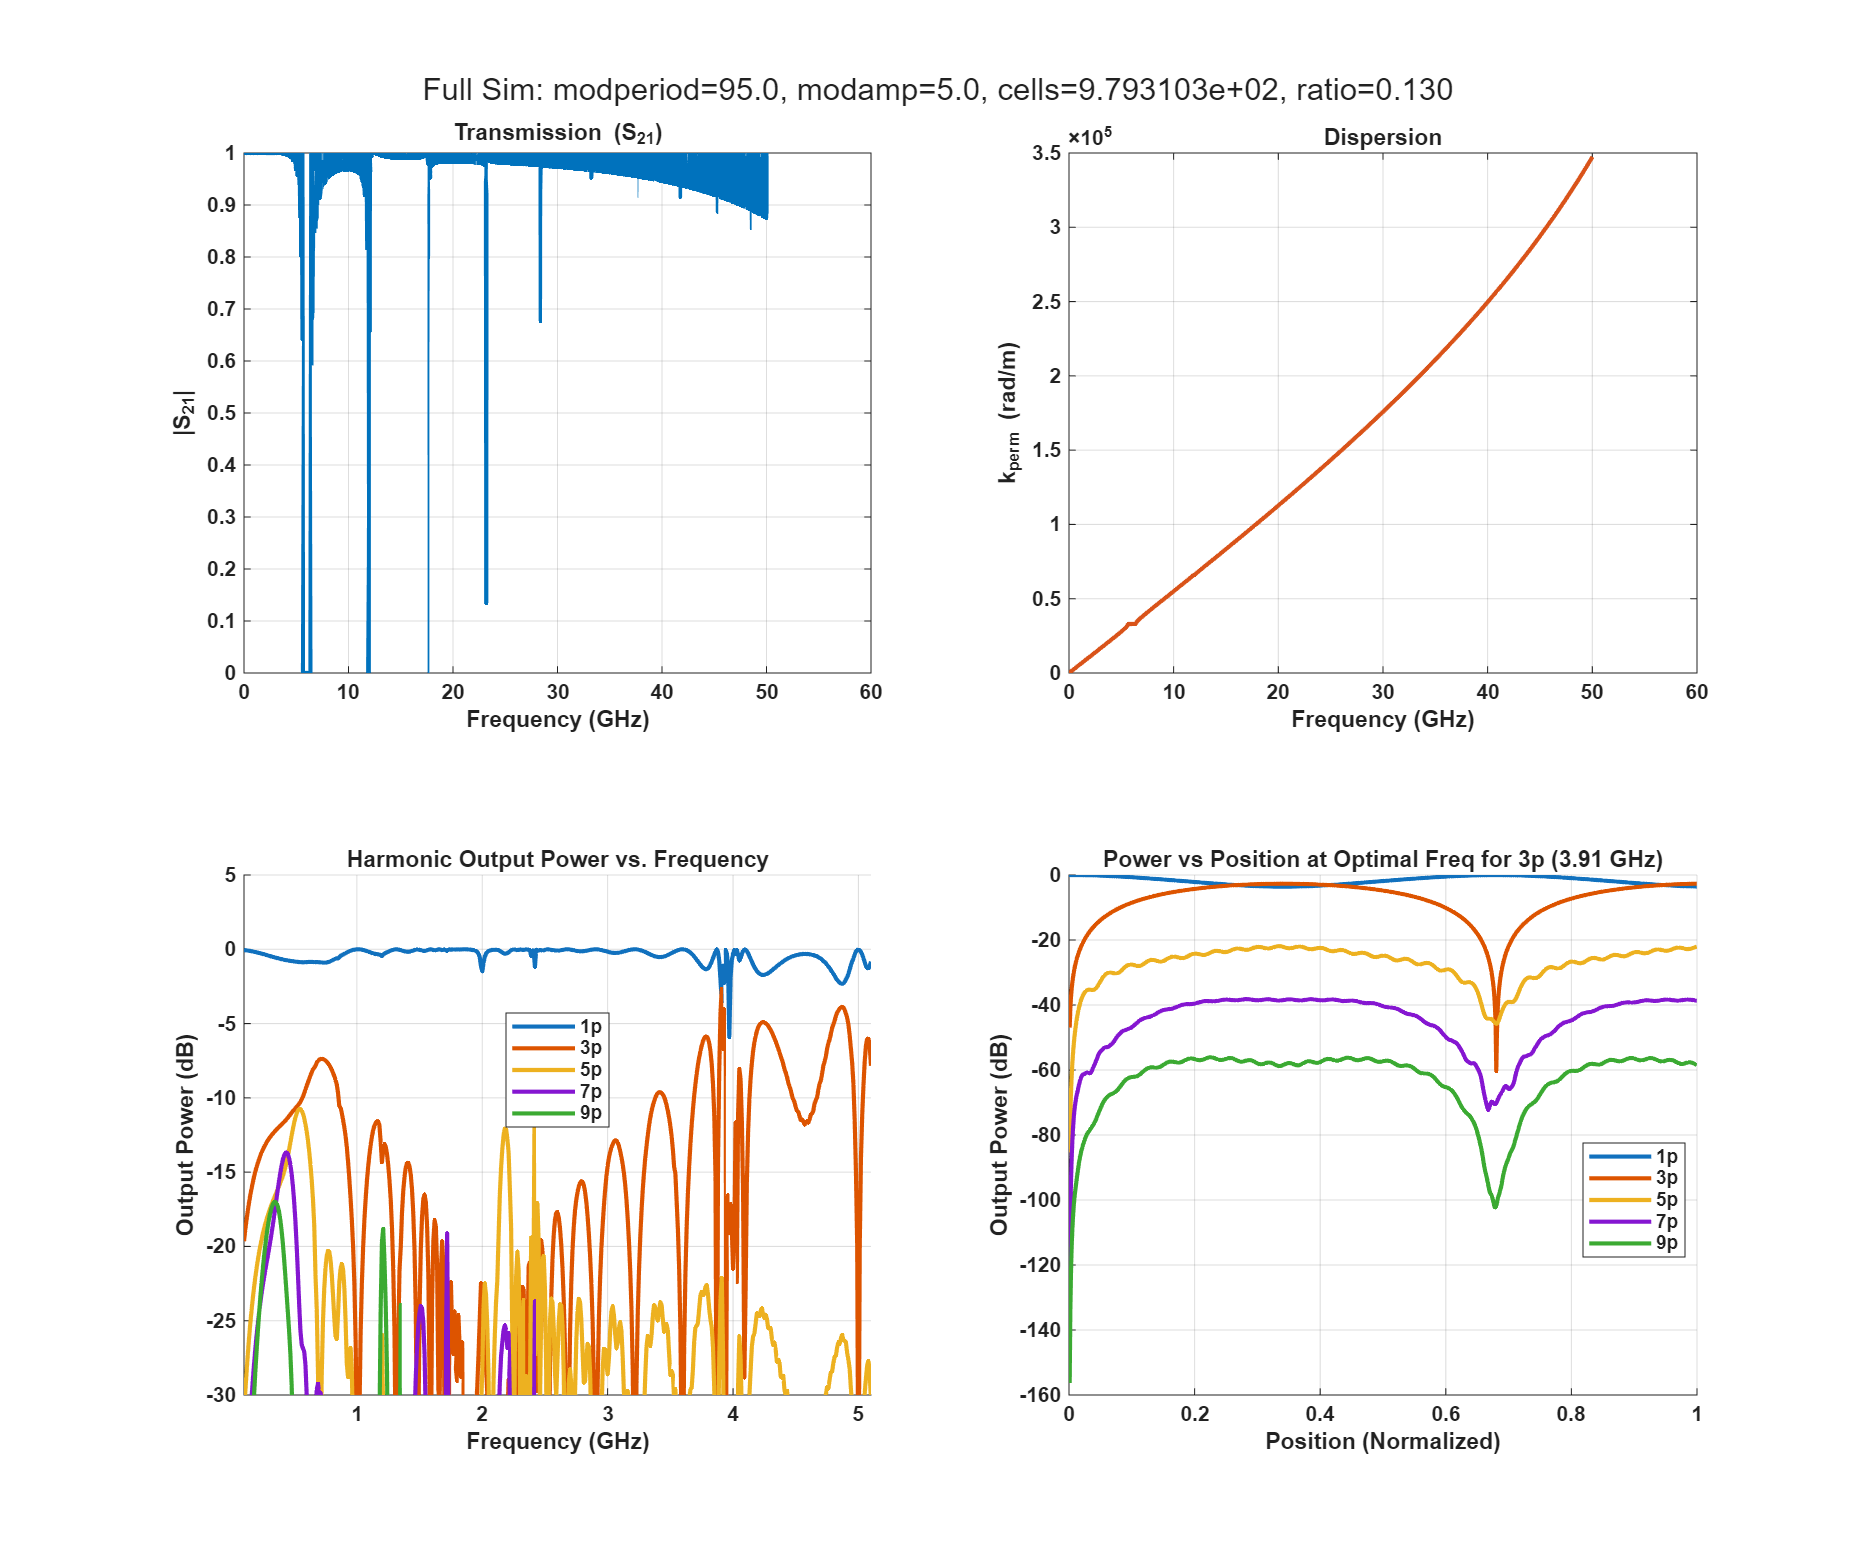 Full Sim: modperiod=95.0, modamp=5.0, cells=9.793103e+02, ratio=0.130
Transmission (S21)
1
0.9
0.8
0.7
0.6
0.5
0.4
0.3
0.2
0.1
0
|S21|
0 10 20 30 40 50 60
Frequency (GHz)
Dispersion
×10^5
3.5
3
2.5
2
1.5
1
0.5
0
kperm (rad/m)
0 10 20 30 40 50 60
Frequency (GHz)
Harmonic Output Power vs. Frequency
5
0
-5
-10
-15
-20
-25
-30
Output Power (dB)
1p
3p
5p
7p
9p
1 2 3 4 5
Frequency (GHz)
Power vs Position at Optimal Freq for 3p (3.91 GHz)
0
-20
-40
-60
-80
-100
-120
-140
-160
Output Power (dB)
1p
3p
5p
7p
9p
0 0.2 0.4 0.6 0.8 1
Position (Normalized)